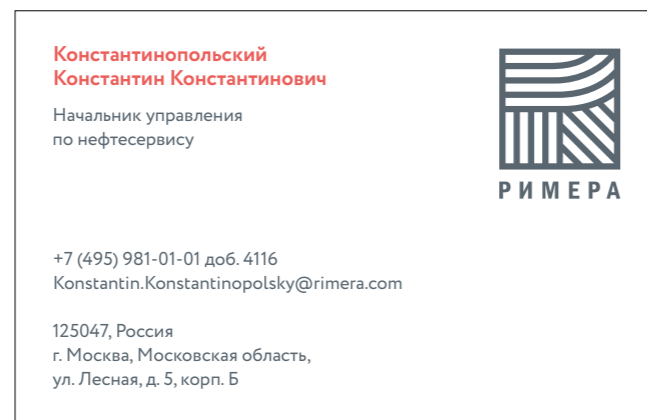 Константинопольский
Константин Константинович
Начальник управления
по нефтесервису
РИМЕРА
+7 (495) 981-01-01 доб. 4116
Konstantin.Konstantinopolsky@rimera.com
125047, Россия
г. Москва, Московская область,
ул. Лесная, д. 5, корп. Б